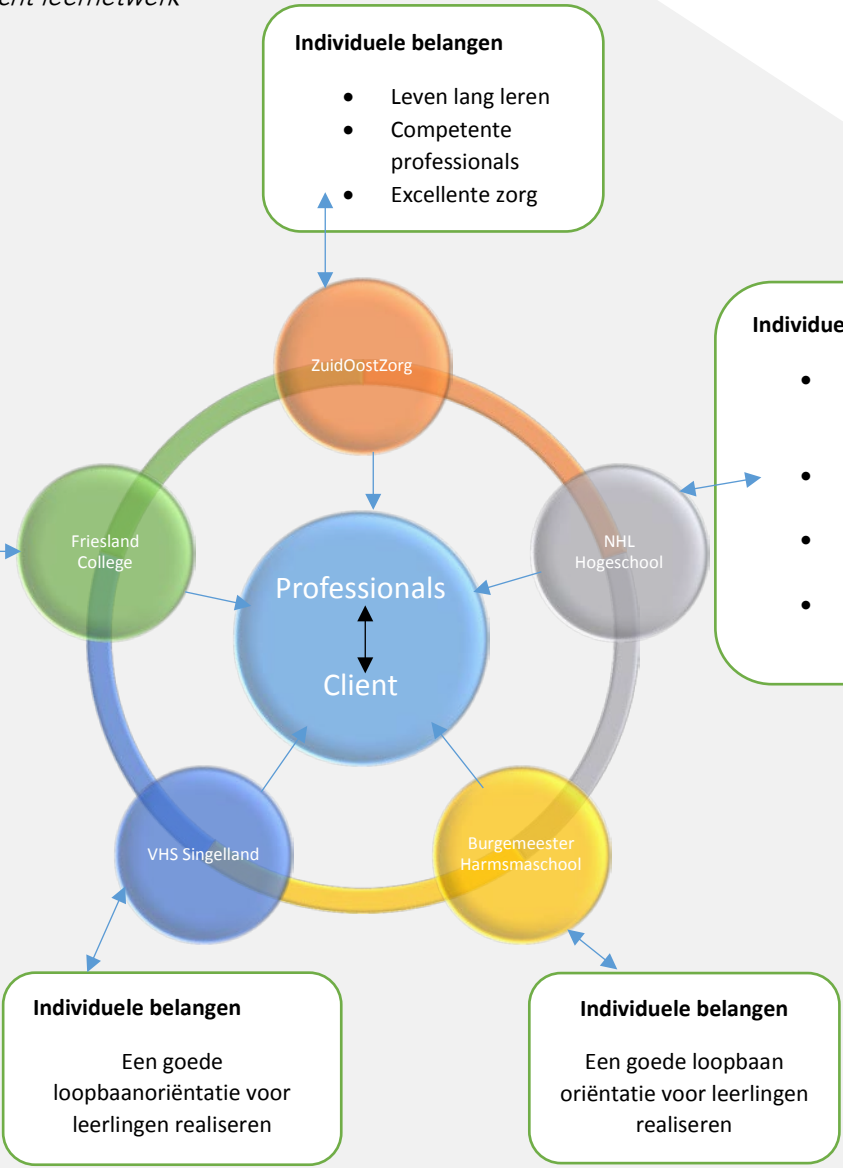 leernetwerk
Individuele belangen
• Leven lang leren
• Competente
professionals
• Excellente zorg
ZuidOostZorg
•
•
•
•
Friesland
College
NHL
Hogeschool
Professionals
Client
VHS Singelland
Burgemeester
Harmsmaschool
Individuele belangen
Een goede
loopbaanoriëntatie voor
leerlingen realiseren
Individuele belangen
Een goede loopbaan
oriëntatie voor leerlingen
realiseren